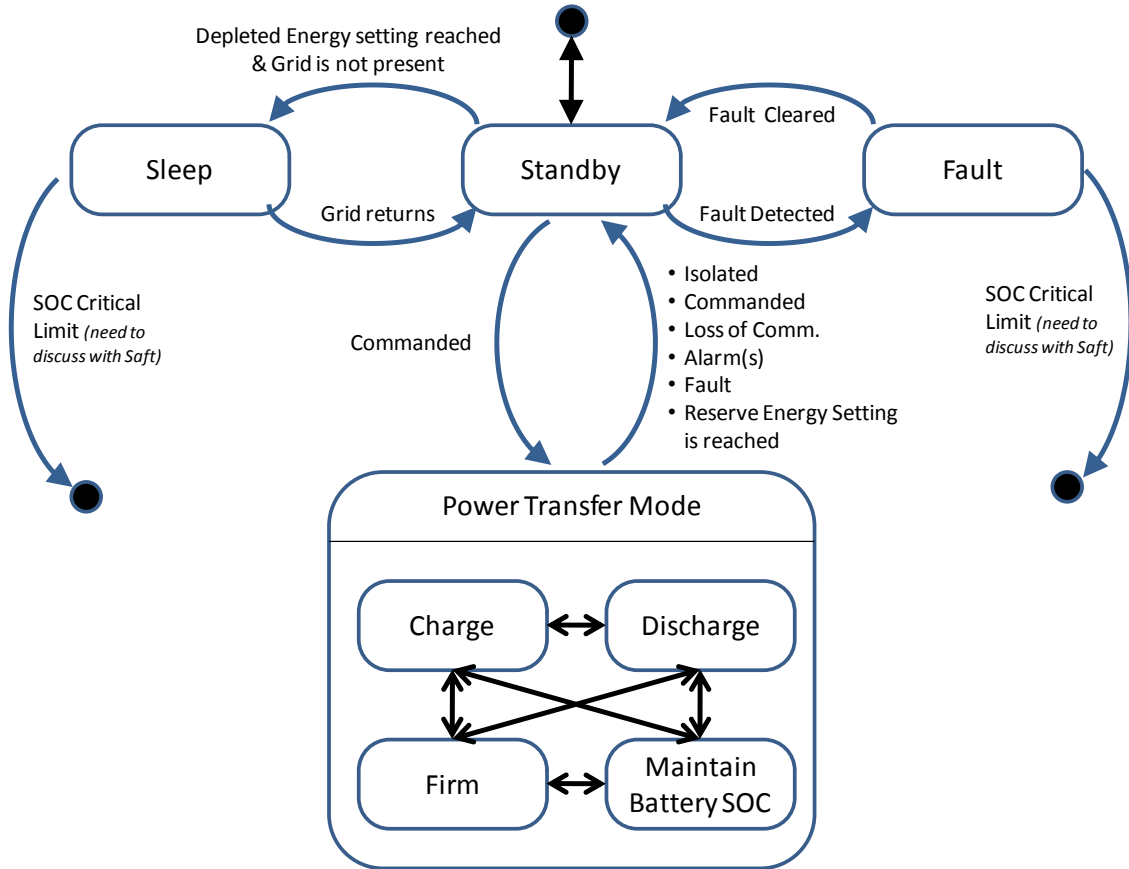 Depleted Energy setting reached
& Grid is not present
Fault Cleared
Sleep
Standby
Fault
Grid returns
Fault Detected
SOC Critical
Limit (need to
discuss with Saft)
Commanded
• Isolated
• Commanded
• Loss of Comm.
• Alarm(s)
• Fault
• Reserve Energy Setting
is reached
SOC Critical
Limit (need to
discuss with Saft)
Power Transfer Mode
Charge
Discharge
Firm
Maintain
Battery SOC